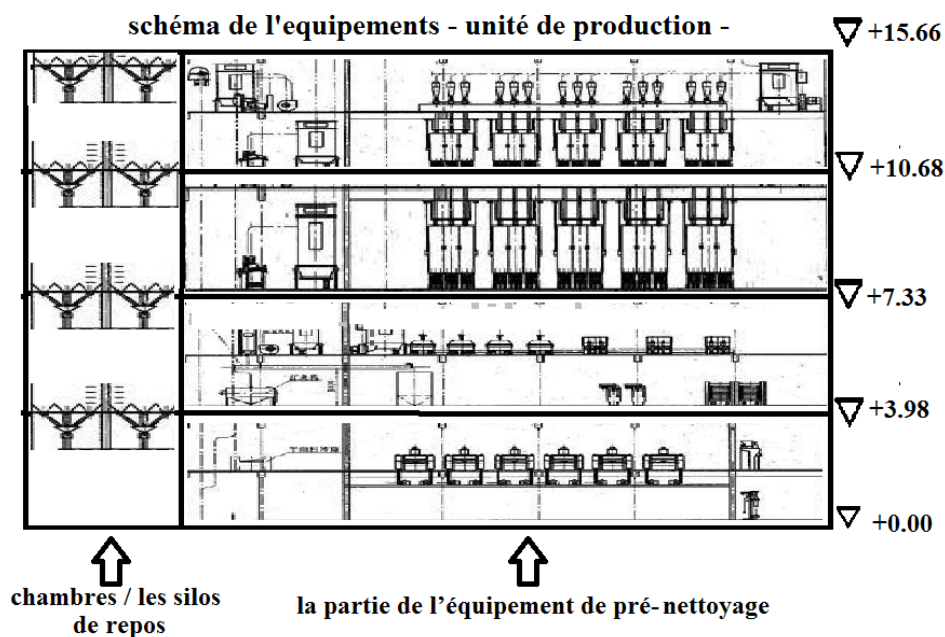 schéma de l'equipements - unité de production -
+15.66
+10.68
+7.33
+3.98
+0.00
chambres / les silos
de repos
la partie de l'équipement de pré-nettoyage